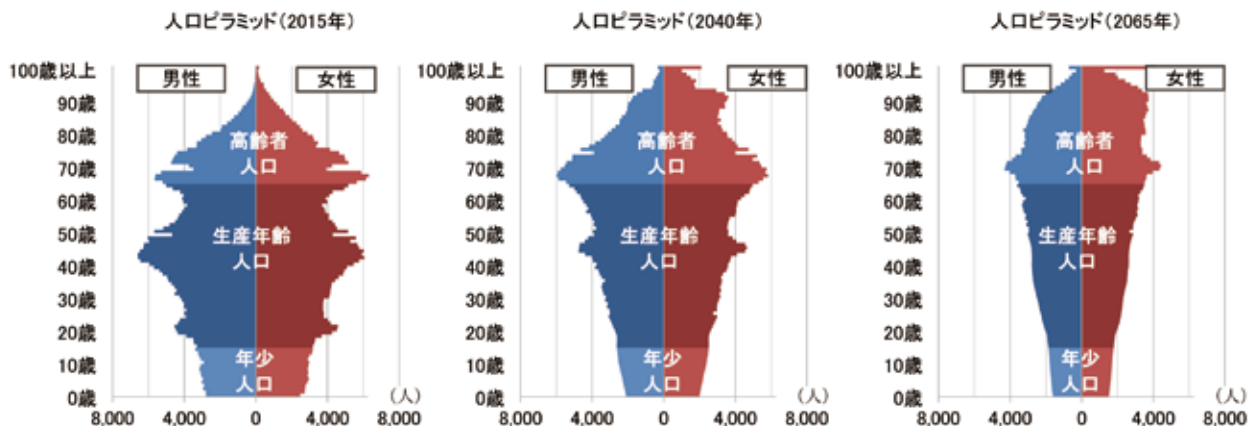 人口ピラミッド(2015年)
100歳以上
90歳
80歳
70歳
60歳
50歳
40歳
30歳
20歳
10歳
0歳
男性
女性
高齢者
人口
生産年齢
人口
年少
人口
(人)
8,000 4,000 0 4,000 8,000
人口ピラミッド(2040年)
100歳以上
90歳
80歳
70歳
60歳
50歳
40歳
30歳
20歳
10歳
0歳
男性
女性
高齢者
人口
生産年齢
人口
年少
人口
(人)
8,000 4,000 0 4,000 8,000
人口ピラミッド(2065年)
100歳以上
90歳
80歳
70歳
60歳
50歳
40歳
30歳
20歳
10歳
0歳
男性
女性
高齢者
人口
生産年齢
人口
年少
人口
(人)
8,000 4,000 0 4,000 8,000